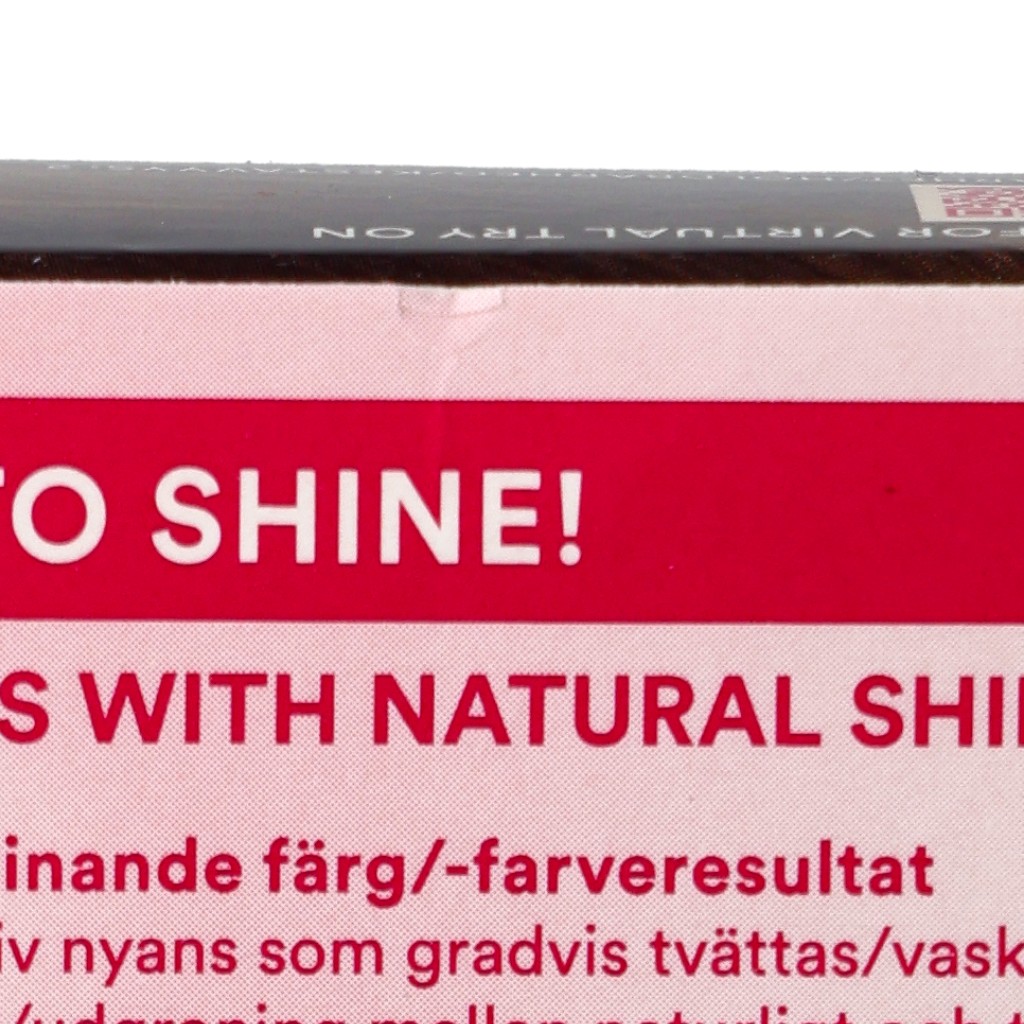 FOR VIRTUAL TRY ON
TO SHINE!
S WITH NATURAL SHI
inande färg/-farveresultat
iv nyans som gradvis tvättas/vask